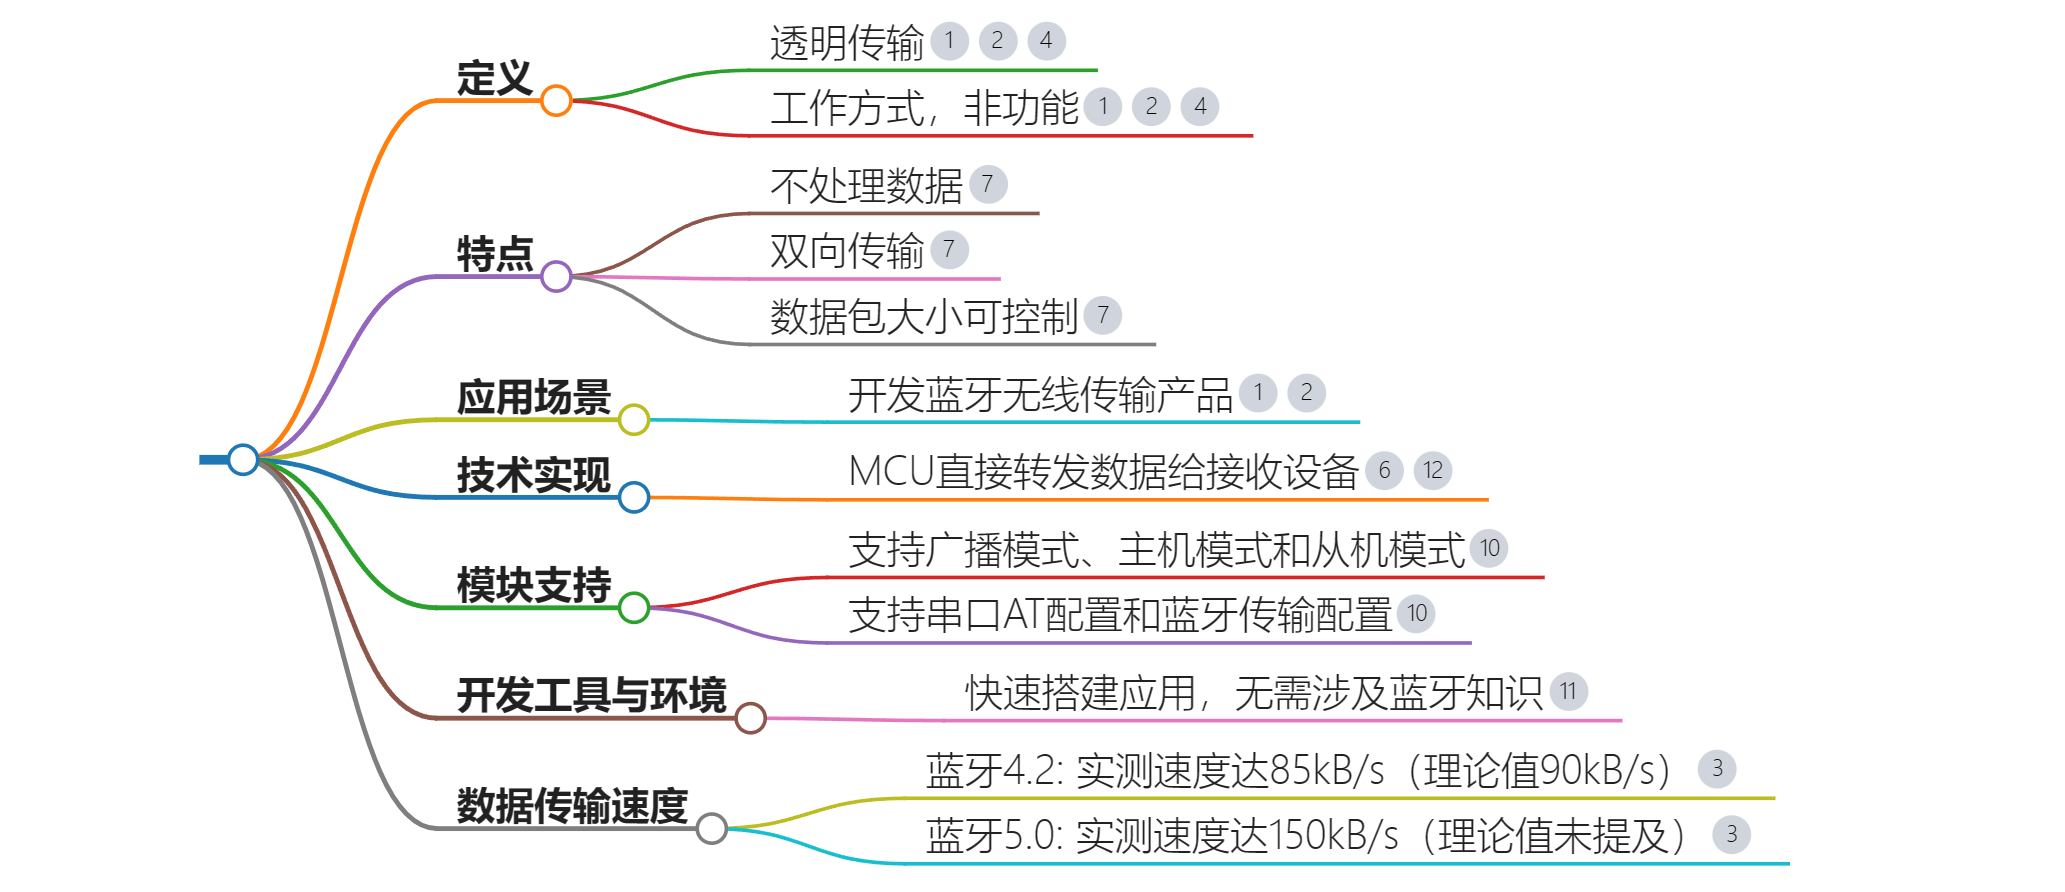 定义
透明传输 1 2 4
工作方式，非功能 1 2 4
特点
不处理数据 7
双向传输 7
数据包大小可控制 7
应用场景
开发蓝牙无线传输产品 1 2
技术实现
MCU直接转发数据给接收设备 6 12
模块支持
支持广播模式、主机模式和从机模式 10
支持串口AT配置和蓝牙传输配置 10
开发工具与环境
快速搭建应用，无需涉及蓝牙知识 11
数据传输速度
蓝牙4.2: 实测速度达85kB/s（理论值90kB/s） 3
蓝牙5.0: 实测速度达150kB/s（理论值未提及） 3